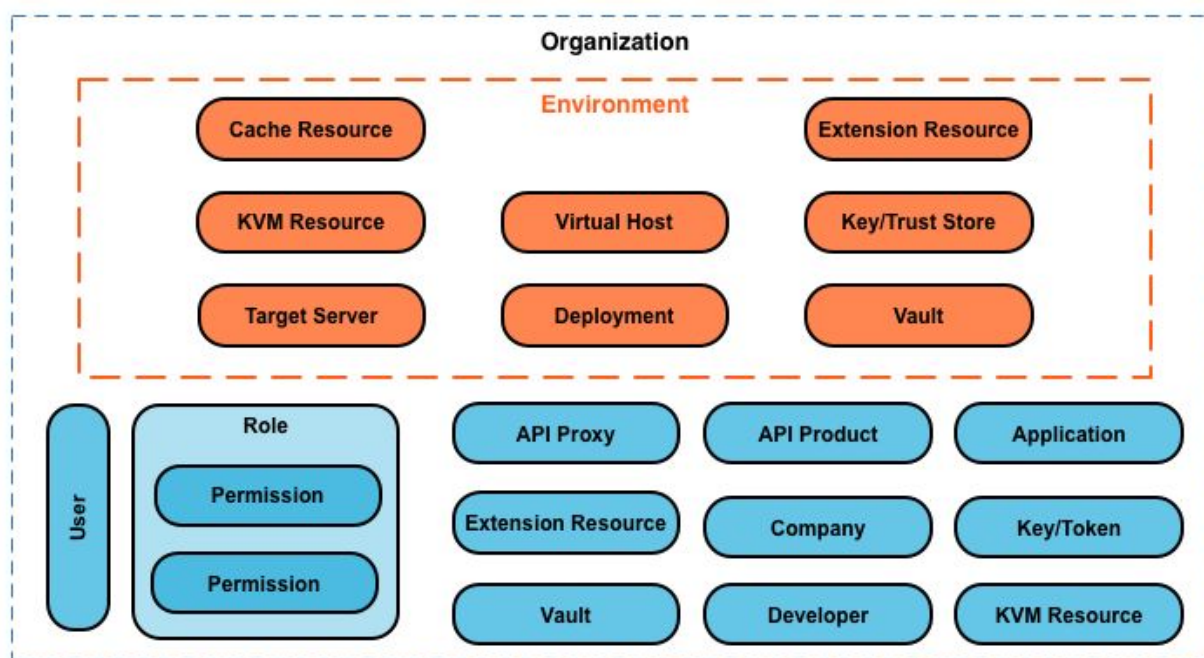 Organization
Environment
Cache Resource
Extension Resource
KVM Resource
Virtual Host
Key/Trust Store
Target Server
Deployment
Vault
User
Role
Permission
Permission
API Proxy
API Product
Application
Extension Resource
Company
Key/Token
Vault
Developer
KVM Resource